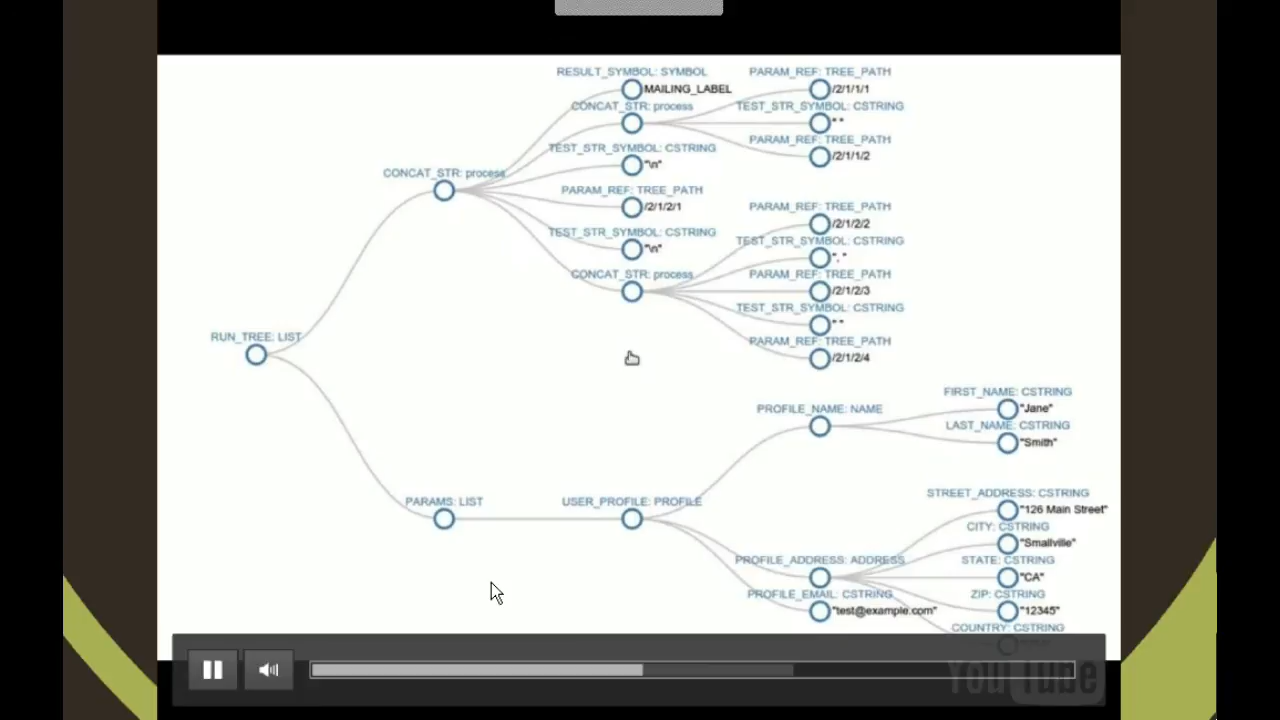 RESULT_SYMBOL: SYMBOL
MAILING_LABEL
CONCAT_STR: process
PARAM_REF: TREE_PATH
/2/1/1/1
TEST_STR_SYMBOL: CSTRING
" "
PARAM_REF: TREE_PATH
/2/1/1/2
TEST_STR_SYMBOL: CSTRING
"\n"
CONCAT_STR: process
PARAM_REF: TREE_PATH
/2/1/2/1
TEST_STR_SYMBOL: CSTRING
"\n"
CONCAT_STR: process
PARAM_REF: TREE_PATH
/2/1/2/2
TEST_STR_SYMBOL: CSTRING
", "
PARAM_REF: TREE_PATH
/2/1/2/3
TEST_STR_SYMBOL: CSTRING
" "
PARAM_REF: TREE_PATH
/2/1/2/4
RUN_TREE: LIST
PARAMS: LIST
USER_PROFILE: PROFILE
PROFILE_NAME: NAME
FIRST_NAME: CSTRING
"Jane"
LAST_NAME: CSTRING
"Smith"
PROFILE_ADDRESS: ADDRESS
STREET_ADDRESS: CSTRING
"126 Main Street"
CITY: CSTRING
"Smallville"
STATE: CSTRING
"CA"
ZIP: CSTRING
"12345"
COUNTRY: CSTRING
PROFILE_EMAIL: CSTRING
"test@example.com"
YouTube